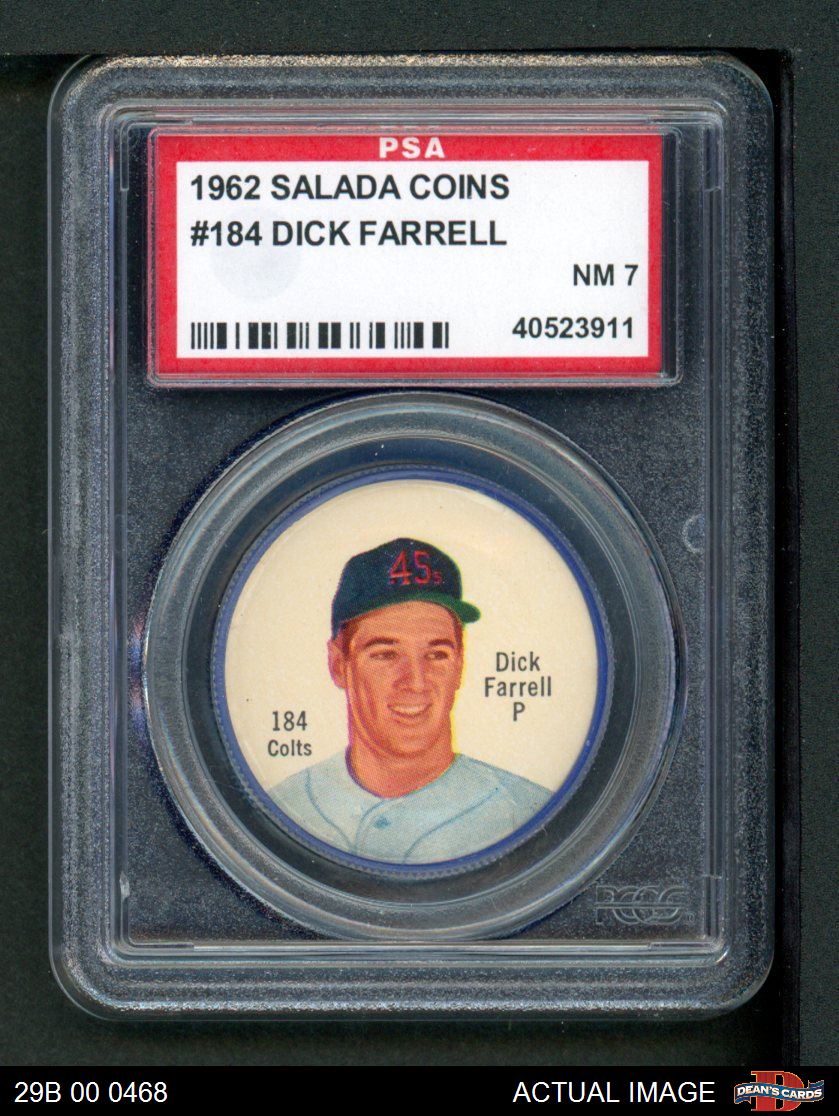 PSA
1962 SALADA COINS
#184 DICK FARRELL
NM 7
40523911
45s
Dick
Farrell
P
184
Colts
PCGS
29B 00 0468
ACTUAL IMAGE
D
DEAN'S CARDS